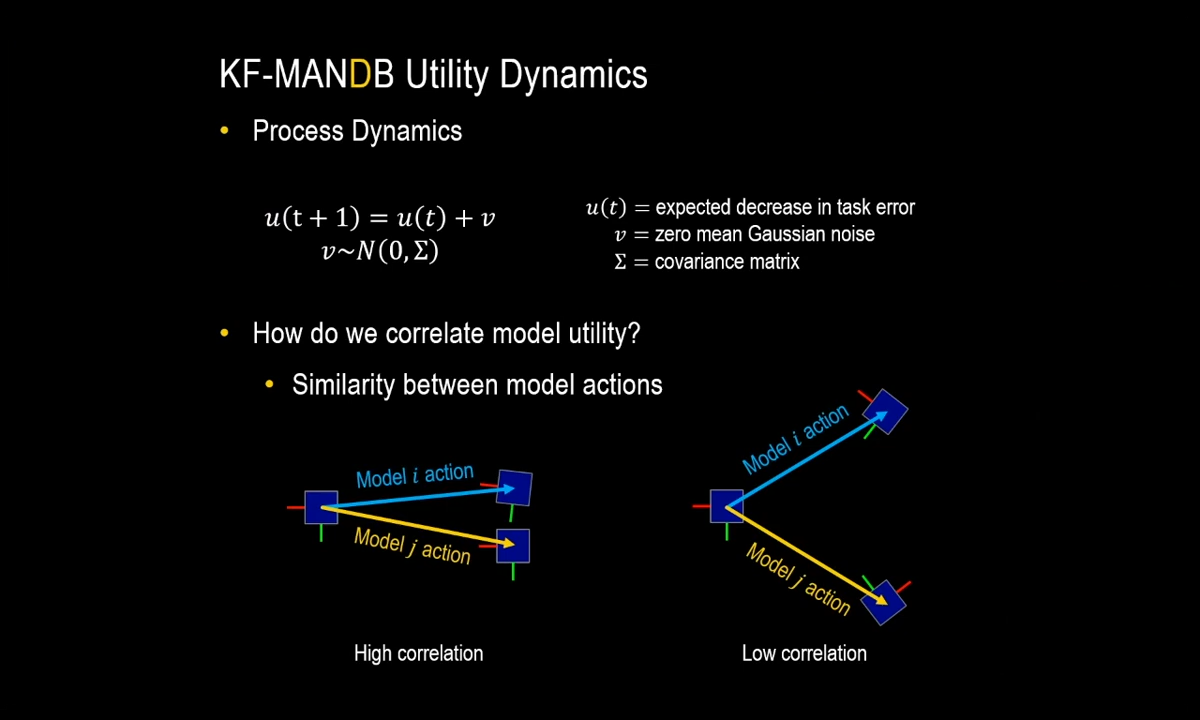 KF-MANDB Utility Dynamics
• Process Dynamics
u(t + 1) = u(t) + v
v~N(0, Σ)
u(t) = expected decrease in task error
v = zero mean Gaussian noise
Σ = covariance matrix
• How do we correlate model utility?
• Similarity between model actions
Model i action
Model j action
High correlation
Model i action
Model j action
Low correlation